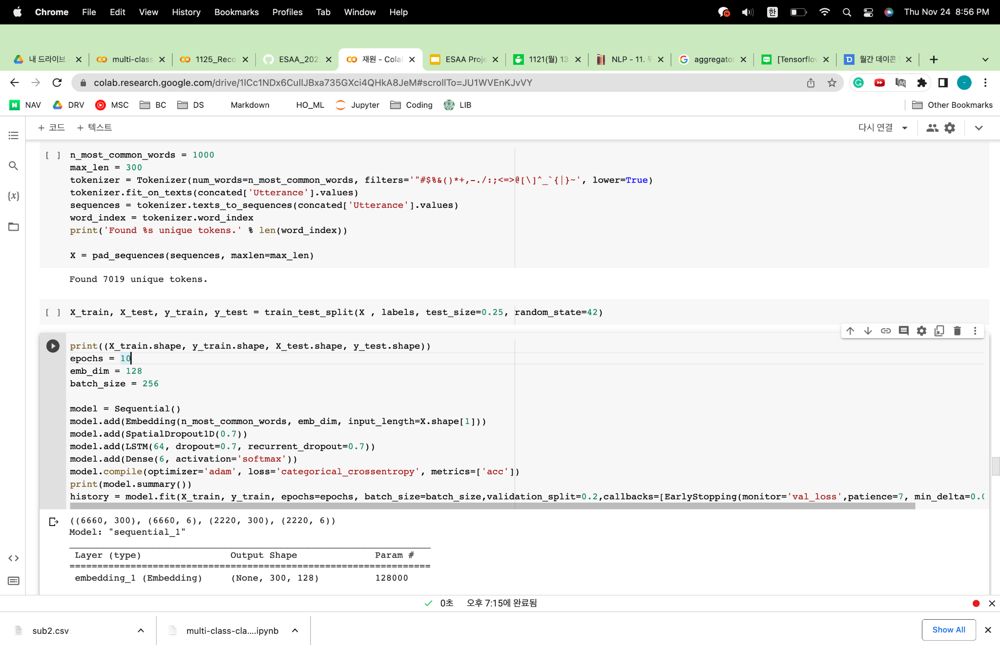 Chrome File Edit View History Bookmarks Profiles Tab Window Help 한 Thu Nov 24 8:56 PM
내 드라이브 multi-class 1125_Reco ESAA_202 재원 - Colal ESAA Proje 1121(월) 13 NLP - 11. aggregator [Tensorflo 월간 데이콘
colab.research.google.com/drive/1lCc1NDx6CullJBxa735GXci4QHkA8JeM#scrollTo=JU1WVEnKJvVY
NAV DRV MSC BC DS Markdown HO_ML Jupyter Coding LIB Other Bookmarks
+ 코드 + 텍스트 다시 연결
[ ] n_most_common_words = 1000
max_len = 300
tokenizer = Tokenizer(num_words=n_most_common_words, filters='"#$%&()*+,-./:;<=>@[\]^_`{|}~', lower=True)
tokenizer.fit_on_texts(concated['Utterance'].values)
sequences = tokenizer.texts_to_sequences(concated['Utterance'].values)
word_index = tokenizer.word_index
print('Found %s unique tokens.' % len(word_index))
X = pad_sequences(sequences, maxlen=max_len)
Found 7019 unique tokens.
[ ] X_train, X_test, y_train, y_test = train_test_split(X , labels, test_size=0.25, random_state=42)
print((X_train.shape, y_train.shape, X_test.shape, y_test.shape))
epochs = 10
emb_dim = 128
batch_size = 256
model = Sequential()
model.add(Embedding(n_most_common_words, emb_dim, input_length=X.shape[1]))
model.add(SpatialDropout1D(0.7))
model.add(LSTM(64, dropout=0.7, recurrent_dropout=0.7))
model.add(Dense(6, activation='softmax'))
model.compile(optimizer='adam', loss='categorical_crossentropy', metrics=['acc'])
print(model.summary())
history = model.fit(X_train, y_train, epochs=epochs, batch_size=batch_size,validation_split=0.2,callbacks=[EarlyStopping(monitor='val_loss',patience=7, min_delta=0.0
((6660, 300), (6660, 6), (2220, 300), (2220, 6))
Model: "sequential_1"
Layer (type) Output Shape Param #
=================================================================
embedding_1 (Embedding) (None, 300, 128) 128000
0초 오후 7:15에 완료됨
sub2.csv multi-class-cla....ipynb Show All